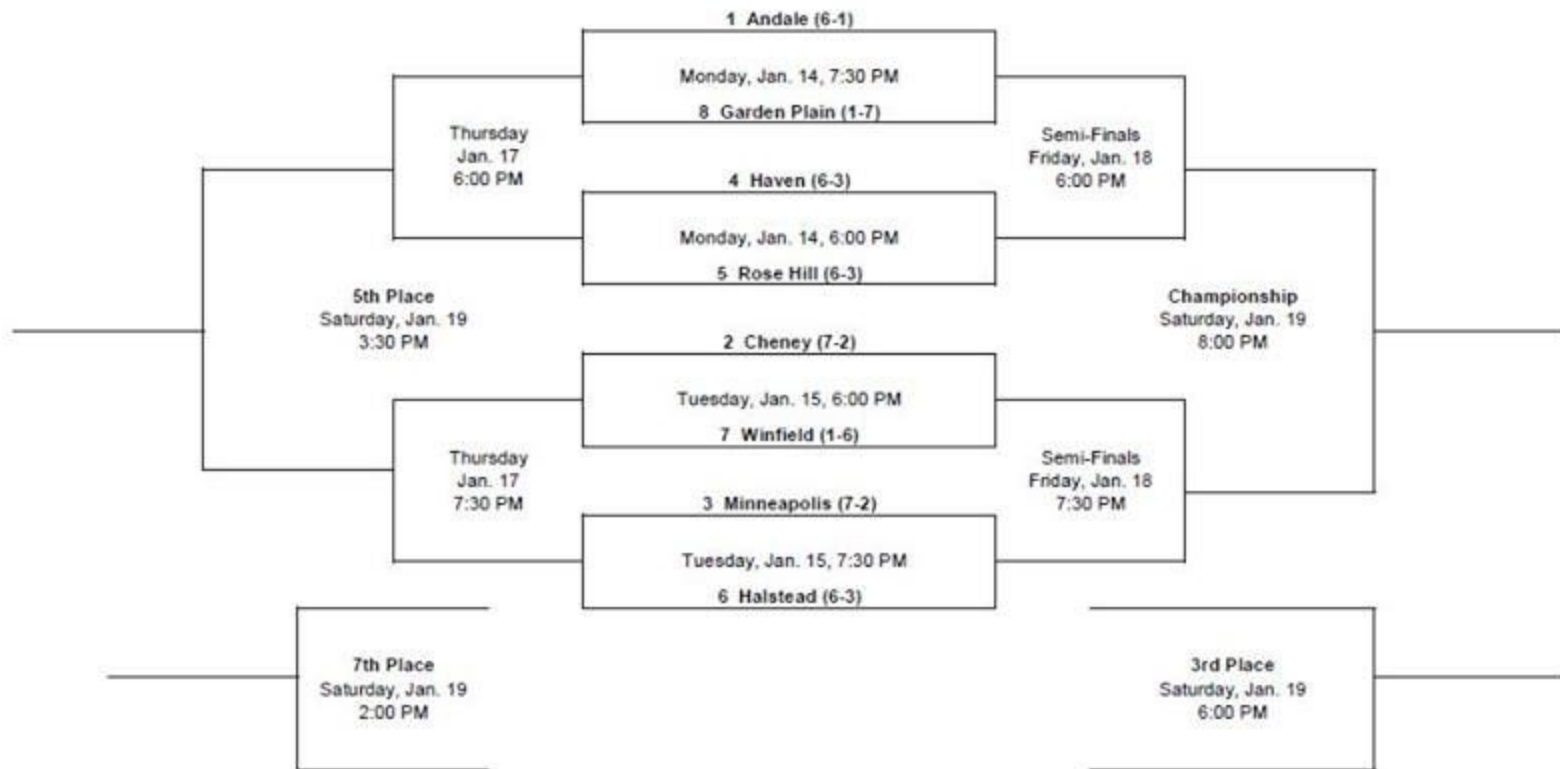 1 Andale (6-1)
Monday, Jan. 14, 7:30 PM
8 Garden Plain (1-7)
Thursday
Jan. 17
6:00 PM
Semi-Finals
Friday, Jan. 18
6:00 PM
4 Haven (6-3)
Monday, Jan. 14, 6:00 PM
5 Rose Hill (6-3)
5th Place
Saturday, Jan. 19
3:30 PM
Championship
Saturday, Jan. 19
8:00 PM
2 Cheney (7-2)
Tuesday, Jan. 15, 6:00 PM
7 Winfield (1-6)
Thursday
Jan. 17
7:30 PM
Semi-Finals
Friday, Jan. 18
7:30 PM
3 Minneapolis (7-2)
Tuesday, Jan. 15, 7:30 PM
6 Halstead (6-3)
7th Place
Saturday, Jan. 19
2:00 PM
3rd Place
Saturday, Jan. 19
6:00 PM